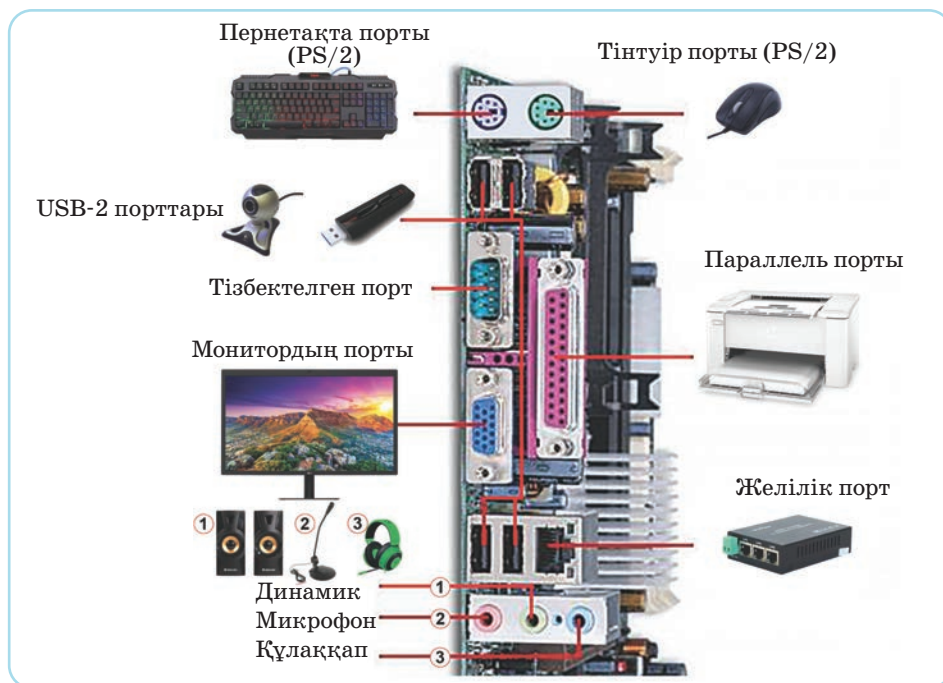 Пернетақта порты
(PS/2)
Тінтуір порты (PS/2)
USB-2 порттары
Тізбектелген порт
Параллель порты
Монитордың порты
Желілік порт
1
2
3
Динамик
1
Микрофон
2
Құлаққап
3